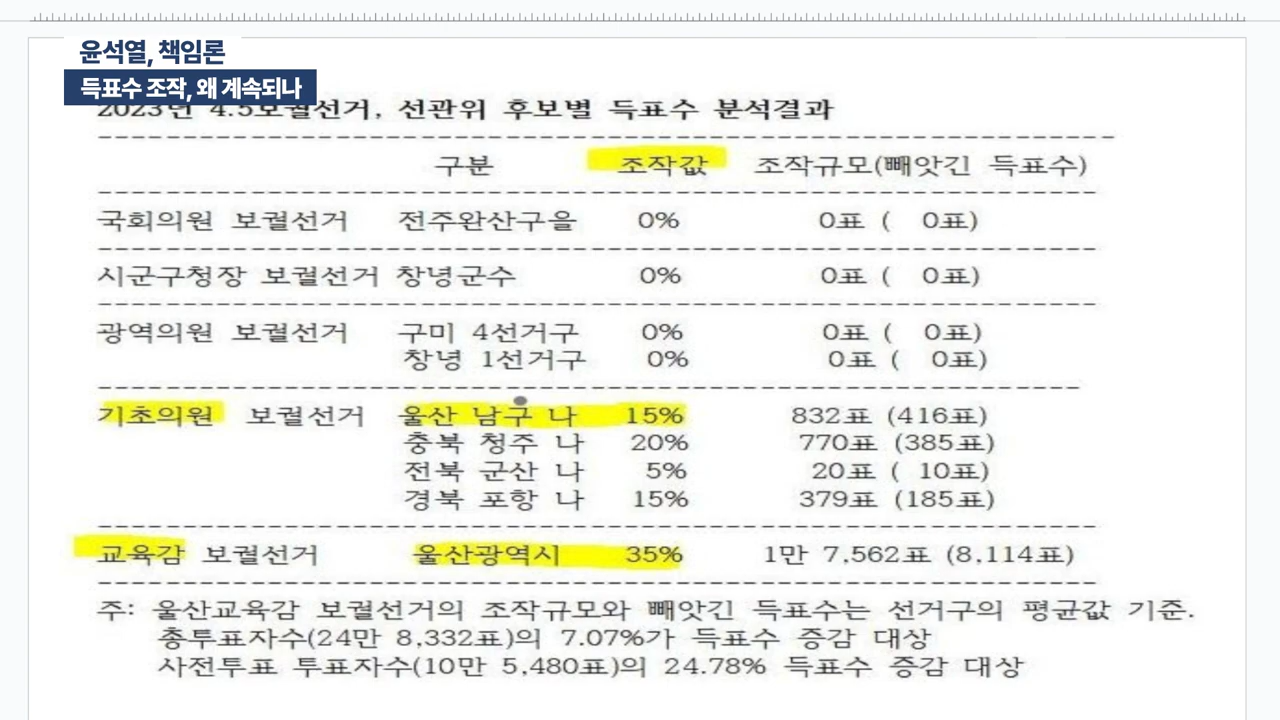 윤석열, 책임론
득표수 조작, 왜 계속되나
2023년 4.5보궐선거, 선관위 후보별 득표수 분석결과
구분 조작값 조작규모(빼앗긴 득표수)
국회의원 보궐선거 전주완산구을 0% 0표 ( 0표)
시군구청장 보궐선거 창녕군수 0% 0표 ( 0표)
광역의원 보궐선거 구미 4선거구 0% 0표 ( 0표)
창녕 1선거구 0% 0표 ( 0표)
기초의원 보궐선거 울산 남구 나 15% 832표 (416표)
충북 청주 나 20% 770표 (385표)
전북 군산 나 5% 20표 ( 10표)
경북 포항 나 15% 379표 (185표)
교육감 보궐선거 울산광역시 35% 1만 7,562표 (8,114표)
주: 울산교육감 보궐선거의 조작규모와 빼앗긴 득표수는 선거구의 평균값 기준.
총투표자수(24만 8,332표)의 7.07%가 득표수 증감 대상
사전투표 투표자수(10만 5,480표)의 24.78% 득표수 증감 대상